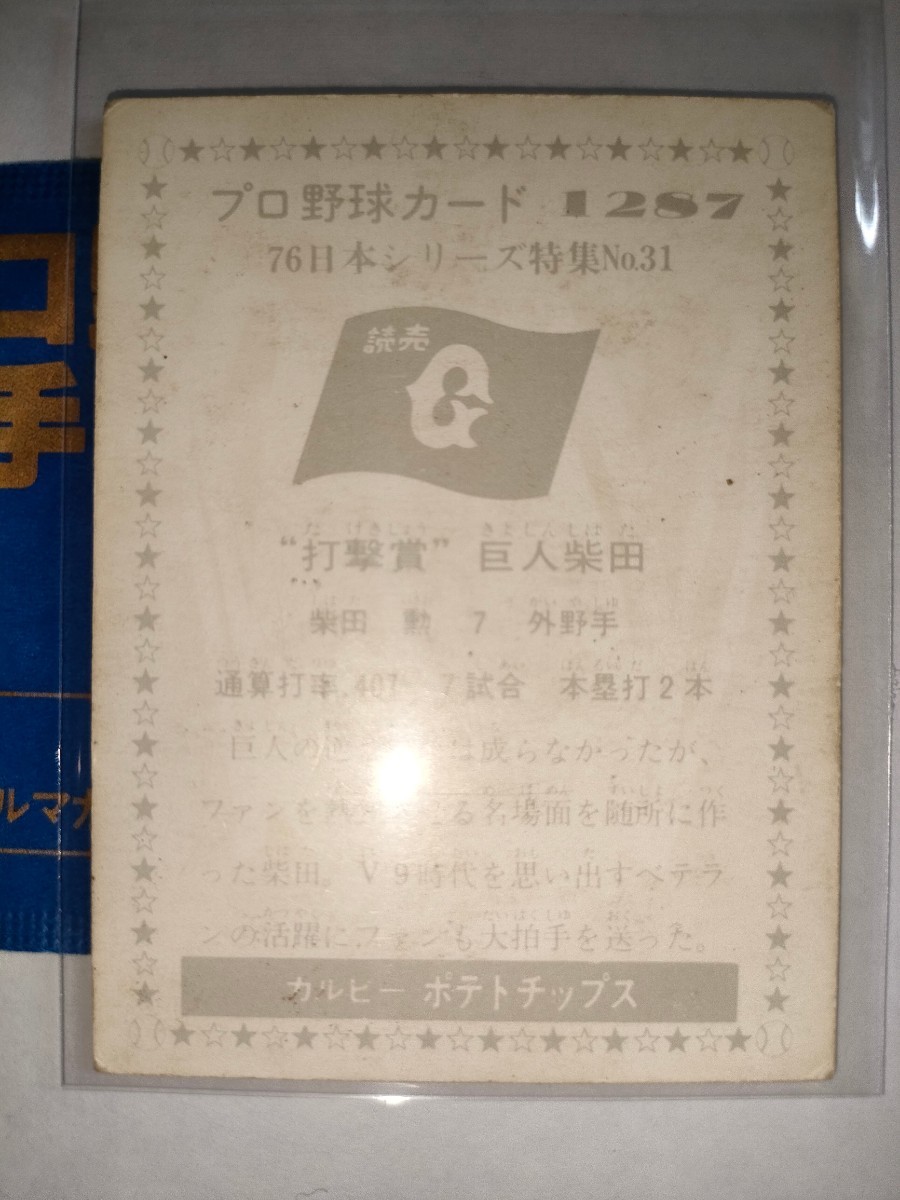 プロ野球カード 1287
76日本シリーズ特集No.31
読売
G
“打撃賞” 巨人柴田
柴田 勲 7 外野手
通算打率.407 7試合 本塁打2本
巨人の は成らなかったが、
ファンを る名場面を随所に作
った柴田。V9時代を思い出すベテラ
ンの活躍にファンも大拍手を送った。
カルビー ポテトチップス
手
ルマ